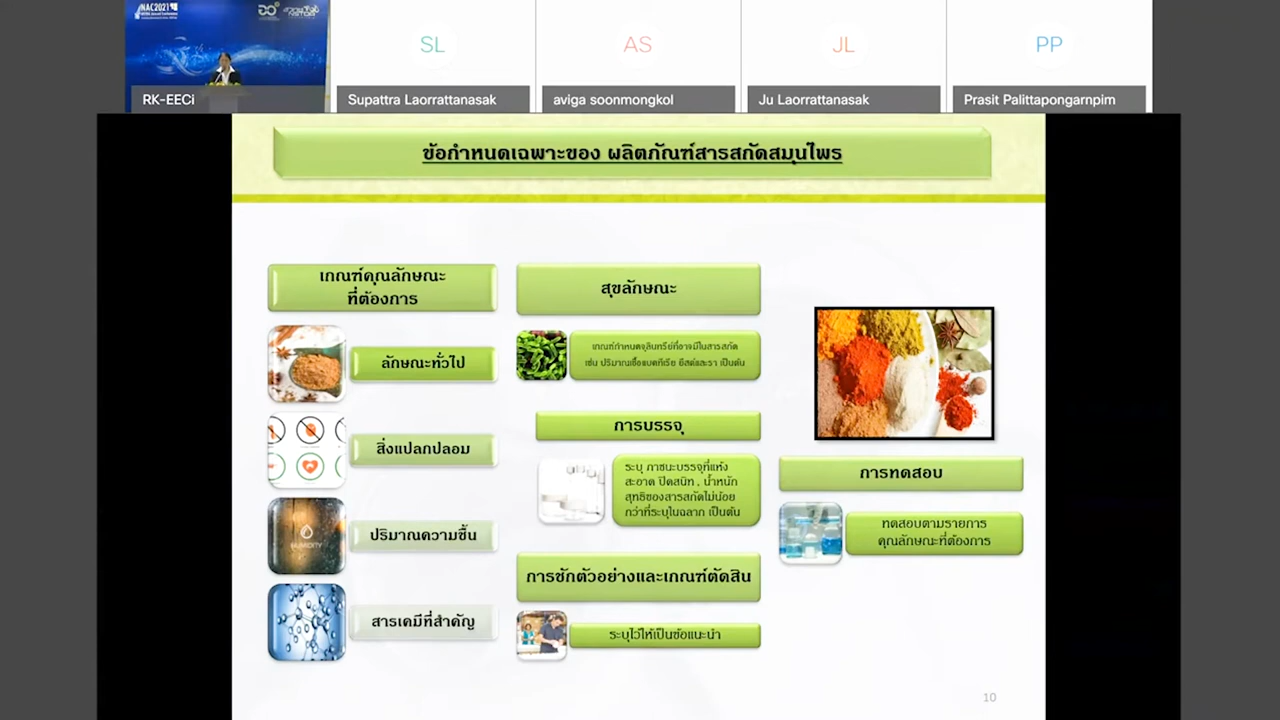 NAC2021
SL
AS
JL
PP
RK-EECi
Supattra Laorrattanasak
aviga soonmongkol
Ju Laorrattanasak
Prasit Palittapongarnpim
ข้อกำหนดเฉพาะของ ผลิตภัณฑ์สารสกัดสมุนไพร
เกณฑ์คุณลักษณะ
ที่ต้องการ
ลักษณะทั่วไป
สิ่งแปลกปลอม
ปริมาณความชื้น
HUMIDITY
สารเคมีที่สำคัญ
สุขลักษณะ
เกณฑ์กำหนดจุลินทรีย์ที่อาจมีในสารสกัด
เช่น ปริมาณเชื้อแบคทีเรีย ยีสต์และรา เป็นต้น
การบรรจุ
ระบุ ภาชนะบรรจุที่แห้ง
สะอาด ปิดสนิท , น้ำหนัก
สุทธิของสารสกัดไม่น้อย
กว่าที่ระบุในฉลาก เป็นต้น
การชักตัวอย่างและเกณฑ์ตัดสิน
ระบุไว้ให้เป็นข้อแนะนำ
การทดสอบ
ทดสอบตามรายการ
คุณลักษณะที่ต้องการ
10